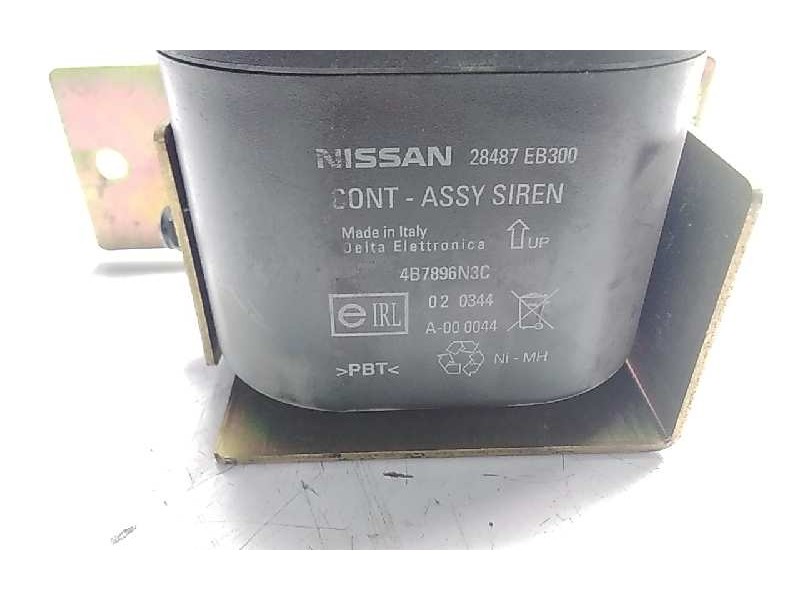 NISSAN 28487 EB300
CONT - ASSY SIREN
Made in Italy
Delta Elettronica
UP
4B7896N3C
e IRL
02 0344
A-00 0044
>PBT<
Ni - MH